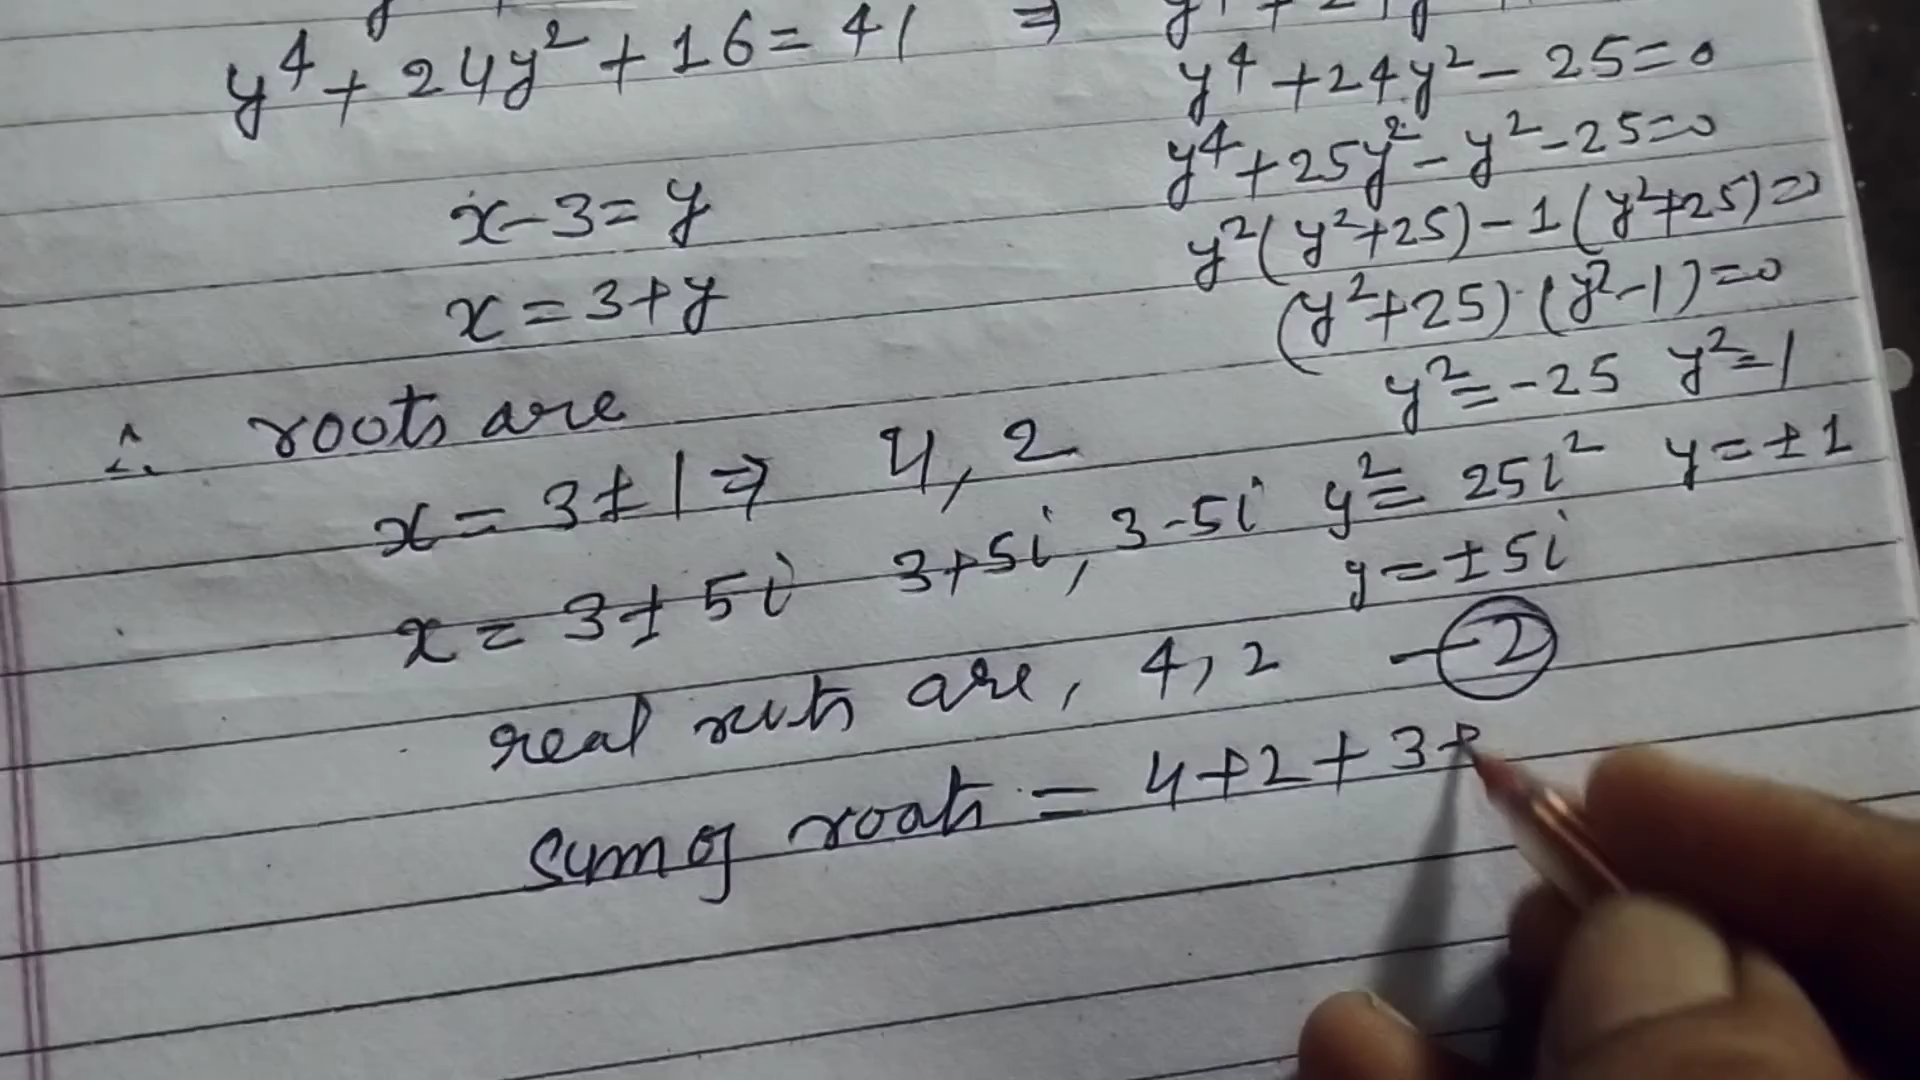 y⁴ + 24y² + 16 = 41 ⇒
y⁴ + 24y² - 25 = 0
y⁴ + 25y² - y² - 25 = 0
y²(y² + 25) - 1(y² + 25) = 0
(y² + 25)·(y² - 1) = 0
y² = -25 y² = 1
y² = 25i² y = ±1
y = ±5i
x - 3 = y
x = 3 + y
∴ roots are
x = 3 ± 1 ⇒ 4, 2
x = 3 ± 5i 3+5i, 3-5i
real ruts are, 4, 2 — 2
Sum of roots = 4 + 2 + 3 +